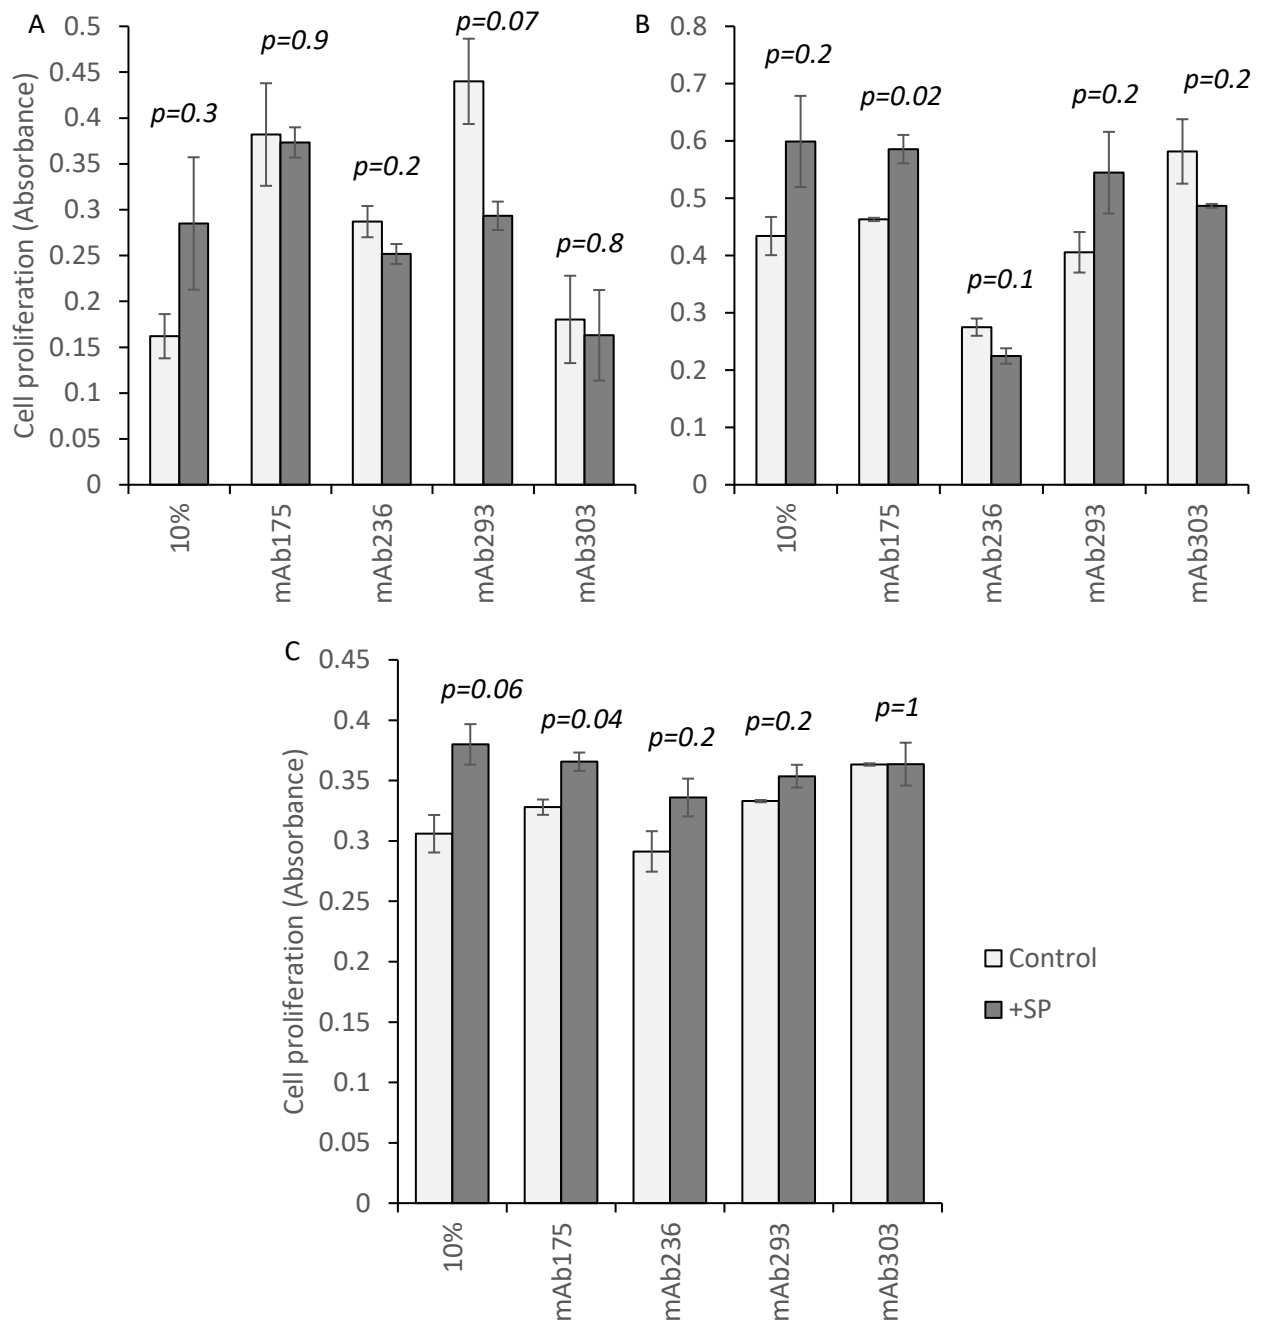 A
Cell proliferation (Absorbance)
0.5
0.45
0.4
0.35
0.3
0.25
0.2
0.15
0.1
0.05
0
p=0.3
p=0.9
p=0.2
p=0.07
p=0.8
10%
mAb175
mAb236
mAb293
mAb303
B
0.8
0.7
0.6
0.5
0.4
0.3
0.2
0.1
0
p=0.2
p=0.02
p=0.1
p=0.2
p=0.2
10%
mAb175
mAb236
mAb293
mAb303
C
Cell proliferation (Absorbance)
0.45
0.4
0.35
0.3
0.25
0.2
0.15
0.1
0.05
0
p=0.06
p=0.04
p=0.2
p=0.2
p=1
10%
mAb175
mAb236
mAb293
mAb303
Control
+SP